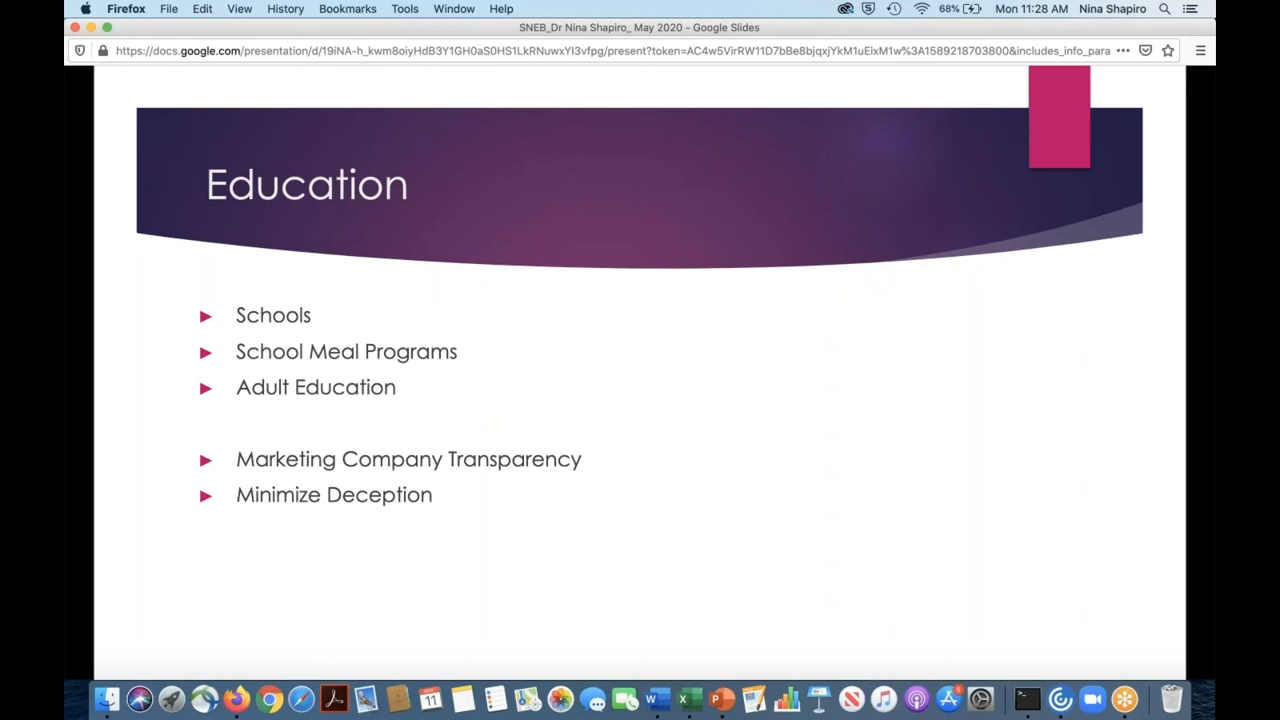 Firefox File Edit View History Bookmarks Tools Window Help 68% Mon 11:28 AM Nina Shapiro
SNEB_Dr Nina Shapiro_ May 2020 - Google Slides
https://docs.google.com/presentation/d/19iNA-h_kwm8oiyHdB3Y1GH0aS0HS1LkRNuwxYI3vfpg/present?token=AC4w5VirRW11D7bBe8bjqxjYkM1uEixM1w%3A1589218703800&includes_info_para
Education
Schools
School Meal Programs
Adult Education
Marketing Company Transparency
Minimize Deception